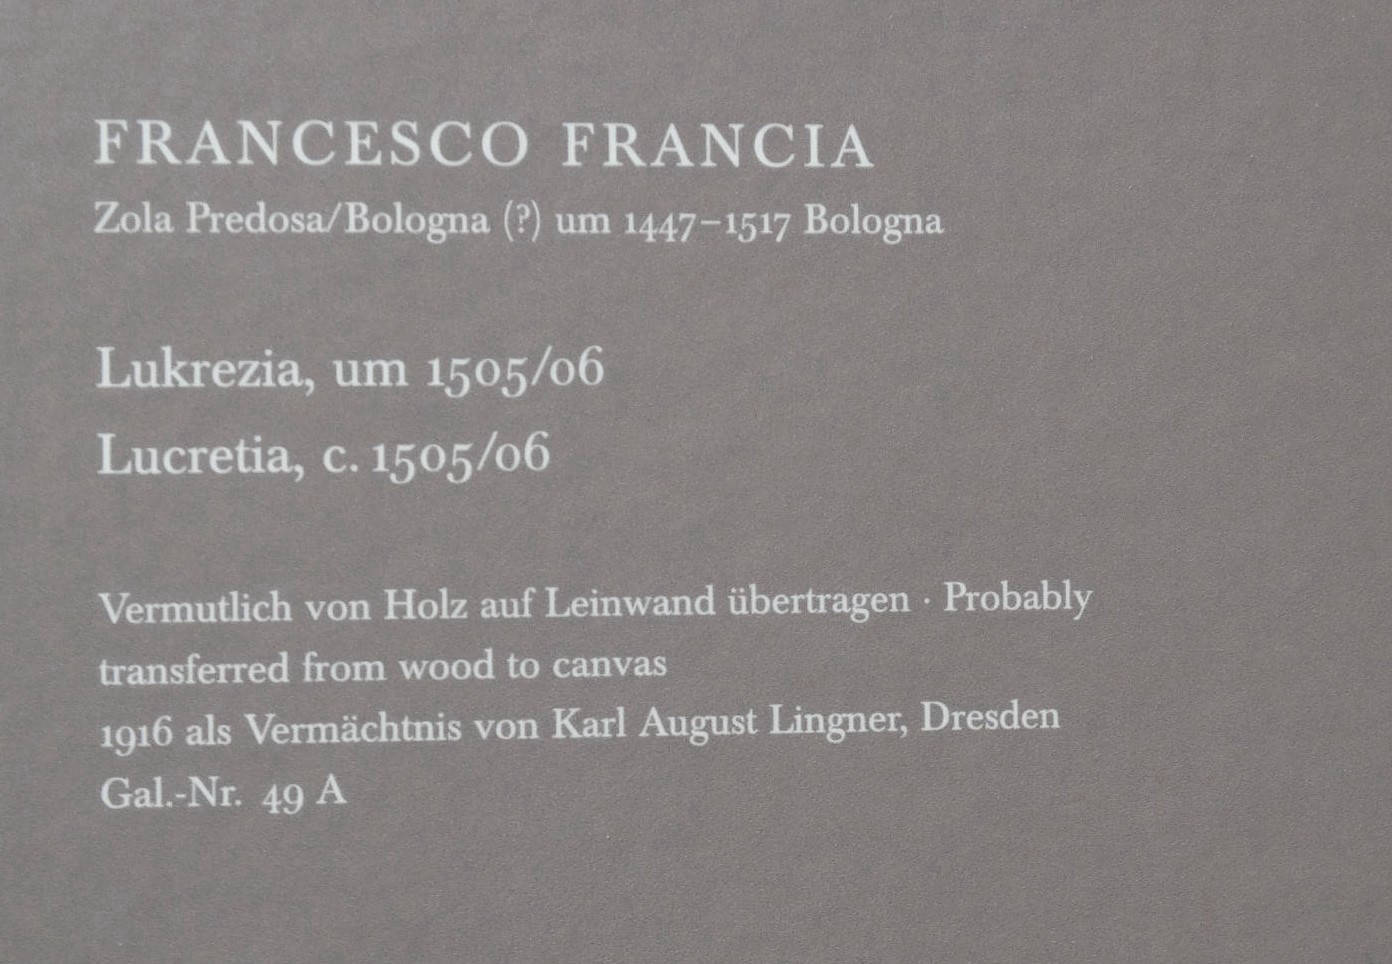 FRANCESCO FRANCIA
Zola Predosa/Bologna (?) um 1447–1517 Bologna
Lukrezia, um 1505/06
Lucretia, c. 1505/06
Vermutlich von Holz auf Leinwand übertragen · Probably
transferred from wood to canvas
1916 als Vermächtnis von Karl August Lingner, Dresden
Gal.-Nr. 49 A